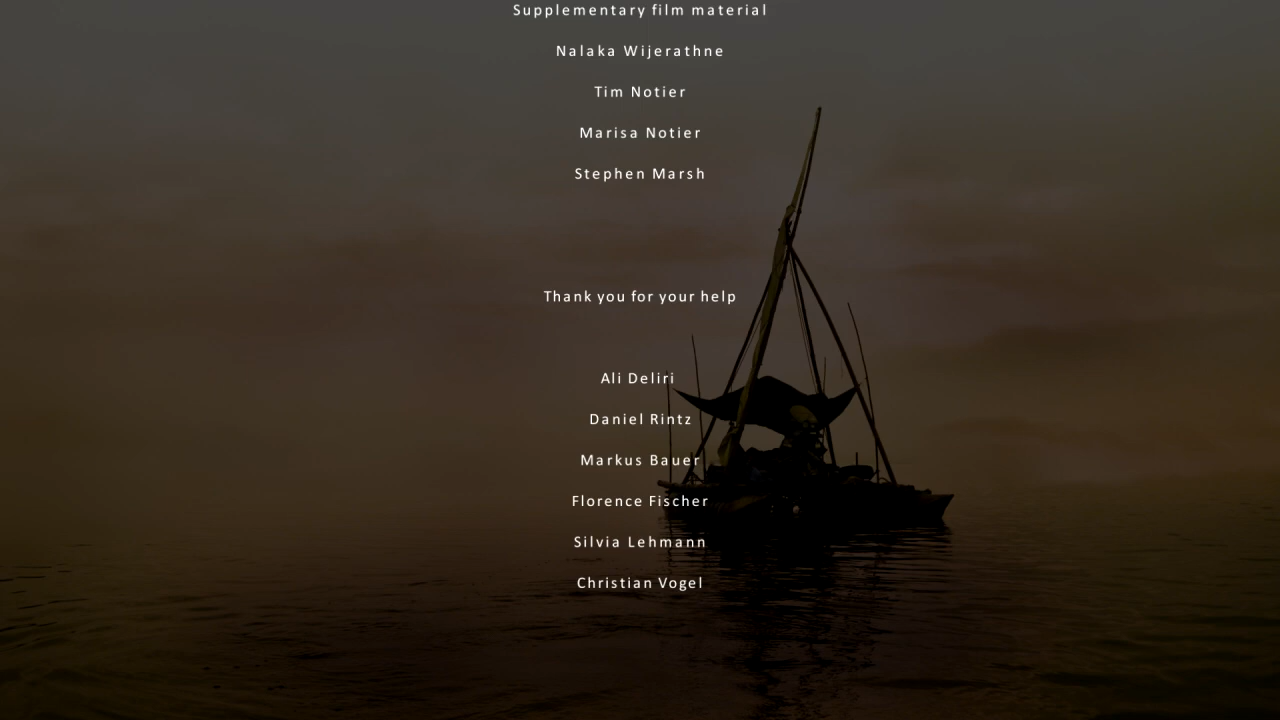 Supplementary film material
Nalaka Wijerathne
Tim Notier
Marisa Notier
Stephen Marsh
Thank you for your help
Ali Deliri
Daniel Rintz
Markus Bauer
Florence Fischer
Silvia Lehmann
Christian Vogel